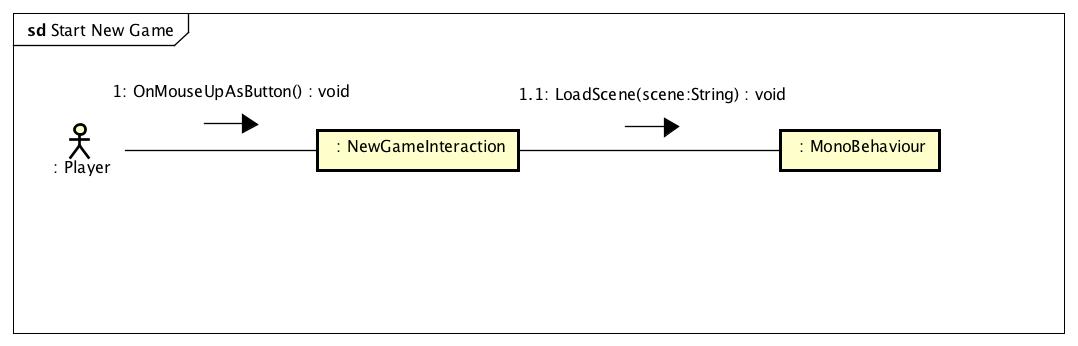 sd Start New Game
1: OnMouseUpAsButton() : void
1.1: LoadScene(scene:String) : void
: Player
: NewGameInteraction
: MonoBehaviour